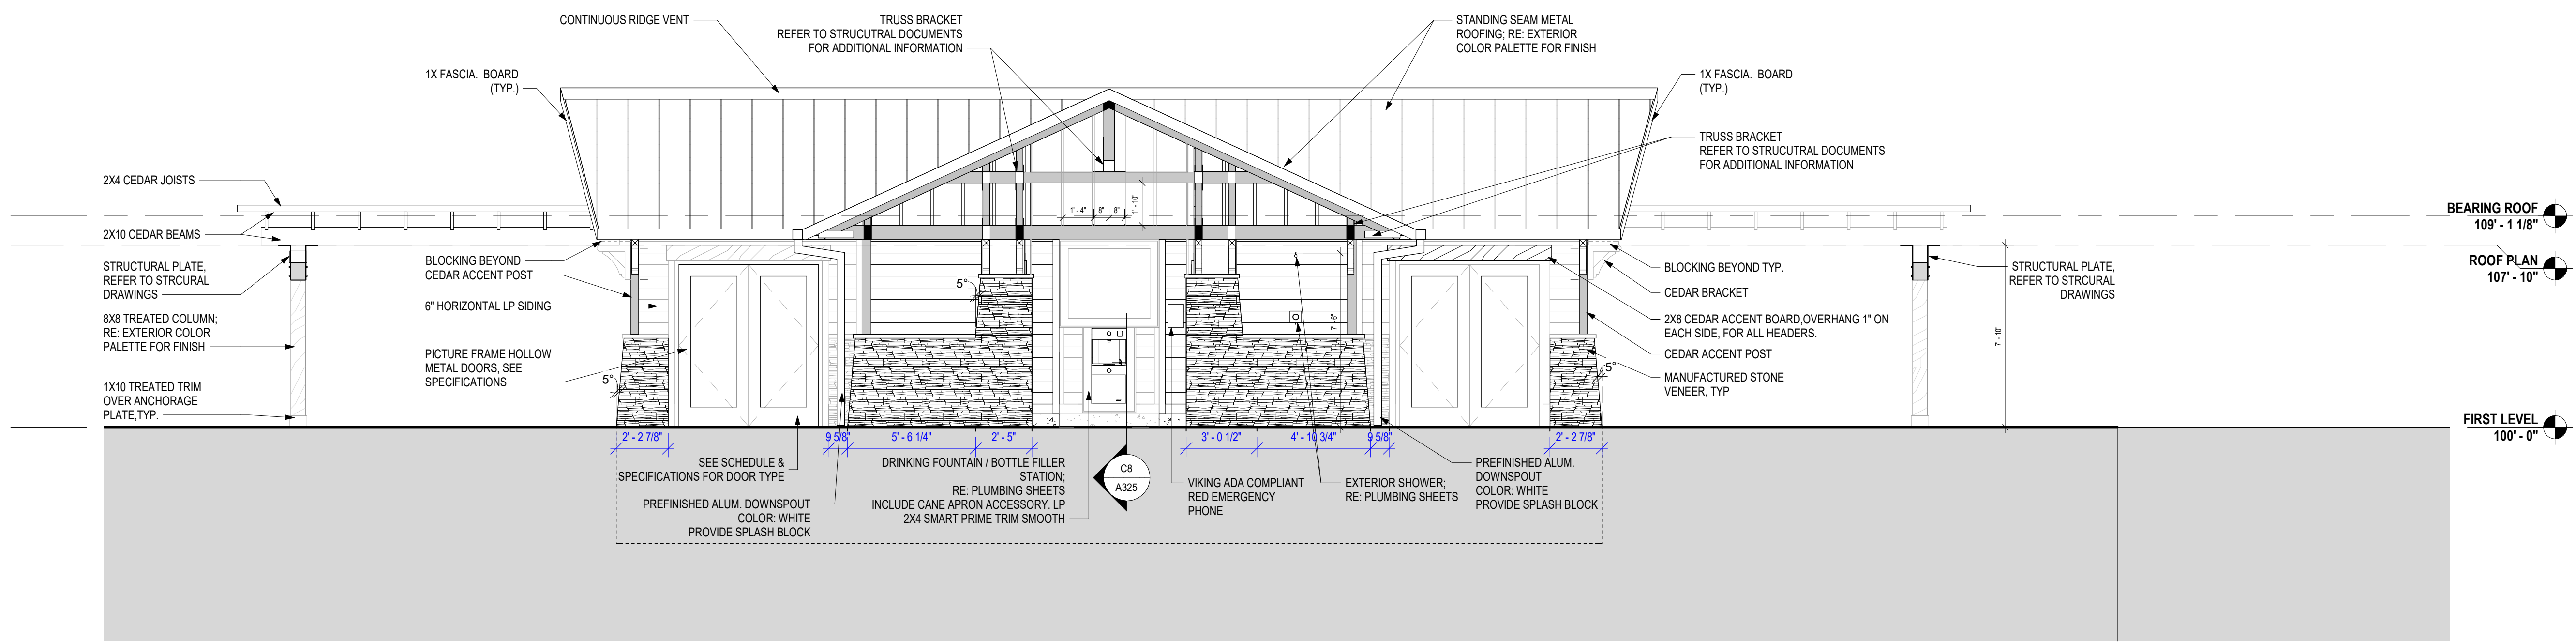 CONTINUOUS RIDGE VENT
TRUSS BRACKET
REFER TO STRUCUTRAL DOCUMENTS
FOR ADDITIONAL INFORMATION
STANDING SEAM METAL
ROOFING; RE: EXTERIOR
COLOR PALETTE FOR FINISH
1X FASCIA. BOARD
(TYP.)
1X FASCIA. BOARD
(TYP.)
TRUSS BRACKET
REFER TO STRUCUTRAL DOCUMENTS
FOR ADDITIONAL INFORMATION
2X4 CEDAR JOISTS
2X10 CEDAR BEAMS
STRUCTURAL PLATE,
REFER TO STRCURAL
DRAWINGS
8X8 TREATED COLUMN;
RE: EXTERIOR COLOR
PALETTE FOR FINISH
1X10 TREATED TRIM
OVER ANCHORAGE
PLATE,TYP.
BLOCKING BEYOND
CEDAR ACCENT POST
6" HORIZONTAL LP SIDING
PICTURE FRAME HOLLOW
METAL DOORS, SEE
SPECIFICATIONS
1' - 4"
8"
8"
1' - 10"
5°
5°
7' - 6"
5°
BLOCKING BEYOND TYP.
CEDAR BRACKET
2X8 CEDAR ACCENT BOARD,OVERHANG 1" ON
EACH SIDE, FOR ALL HEADERS.
CEDAR ACCENT POST
MANUFACTURED STONE
VENEER, TYP
STRUCTURAL PLATE,
REFER TO STRCURAL
DRAWINGS
7' - 10"
BEARING ROOF
109' - 1 1/8"
ROOF PLAN
107' - 10"
FIRST LEVEL
100' - 0"
2' - 2 7/8"
9 5/8"
5' - 6 1/4"
2' - 5"
3' - 0 1/2"
4' - 10 3/4"
9 5/8"
2' - 2 7/8"
SEE SCHEDULE &
SPECIFICATIONS FOR DOOR TYPE
PREFINISHED ALUM. DOWNSPOUT
COLOR: WHITE
PROVIDE SPLASH BLOCK
DRINKING FOUNTAIN / BOTTLE FILLER
STATION;
RE: PLUMBING SHEETS
INCLUDE CANE APRON ACCESSORY. LP
2X4 SMART PRIME TRIM SMOOTH
C8
A325
VIKING ADA COMPLIANT
RED EMERGENCY
PHONE
EXTERIOR SHOWER;
RE: PLUMBING SHEETS
PREFINISHED ALUM.
DOWNSPOUT
COLOR: WHITE
PROVIDE SPLASH BLOCK